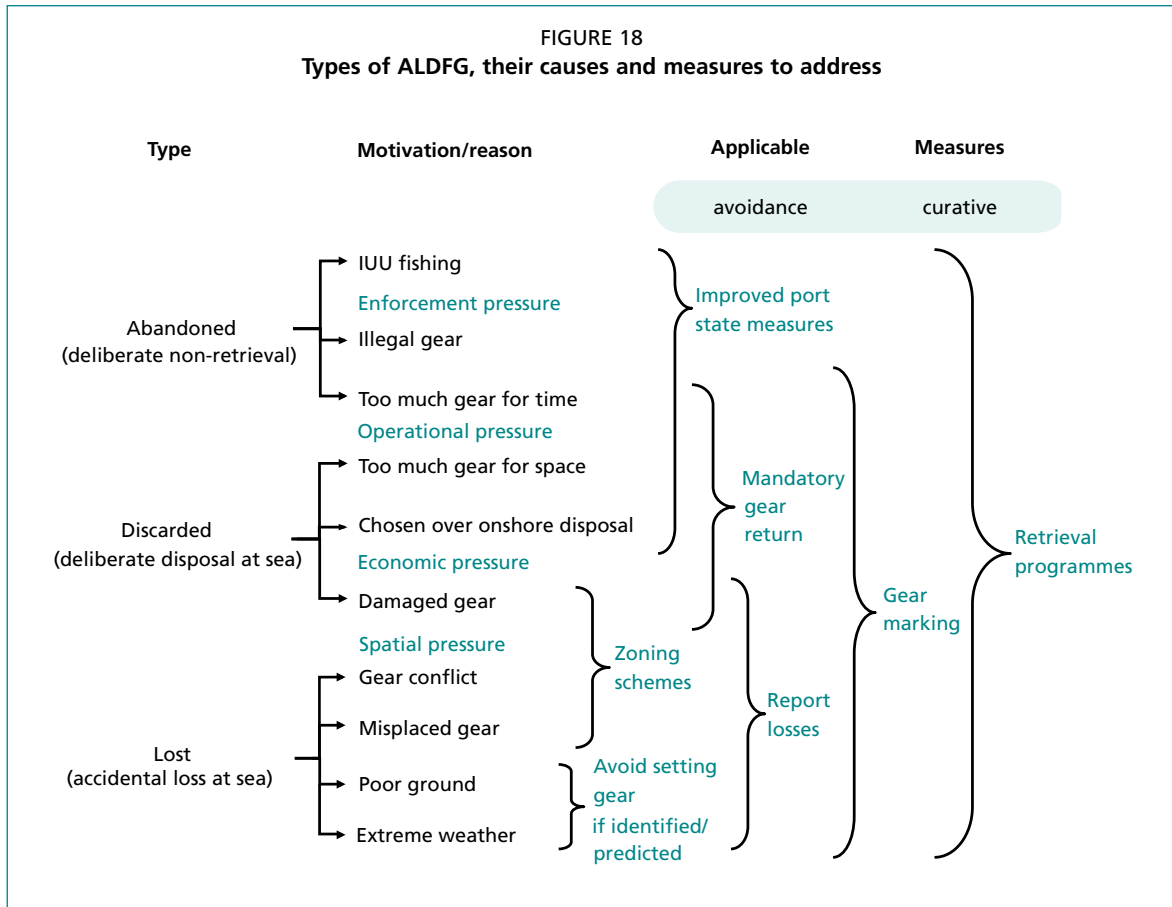 FIGURE 18
Types of ALDFG, their causes and measures to address
Type
Motivation/reason
Applicable
Measures
avoidance
curative
Abandoned
(deliberate non-retrieval)
Discarded
(deliberate disposal at sea)
Lost
(accidental loss at sea)
IUU fishing
Enforcement pressure
Illegal gear
Too much gear for time
Operational pressure
Too much gear for space
Chosen over onshore disposal
Economic pressure
Damaged gear
Spatial pressure
Gear conflict
Misplaced gear
Poor ground
Extreme weather
Zoning
schemes
Avoid setting
gear
if identified/
predicted
Improved port
state measures
Mandatory
gear
return
Report
losses
Gear
marking
Retrieval
programmes